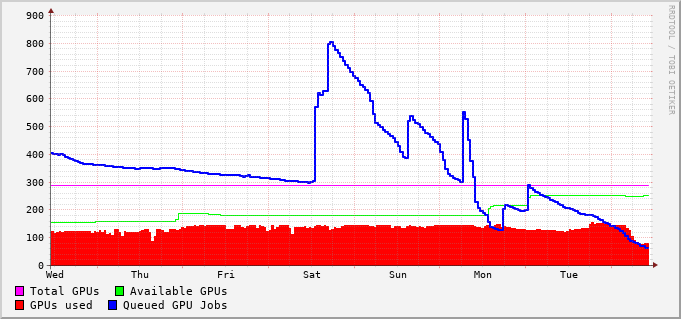 900
800
700
600
500
400
300
200
100
0
Wed Thu Fri Sat Sun Mon Tue
Total GPUs Available GPUs
GPUs used Queued GPU Jobs
RRDTOOL / TOBI OETIKER